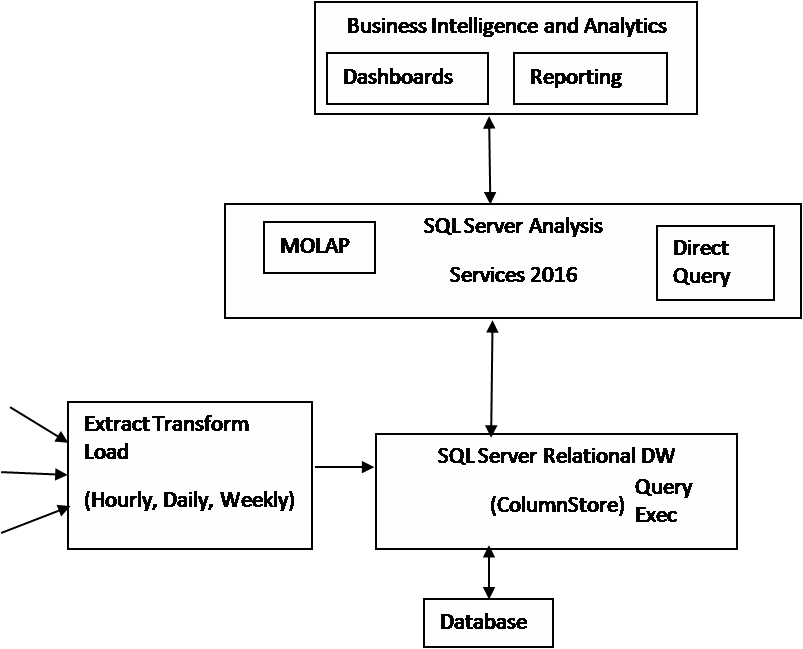 Business Intelligence and Analytics
Dashboards
Reporting
SQL Server Analysis
Services 2016
MOLAP
Direct
Query
Extract Transform
Load
(Hourly, Daily, Weekly)
SQL Server Relational DW
(ColumnStore)
Query
Exec
Database